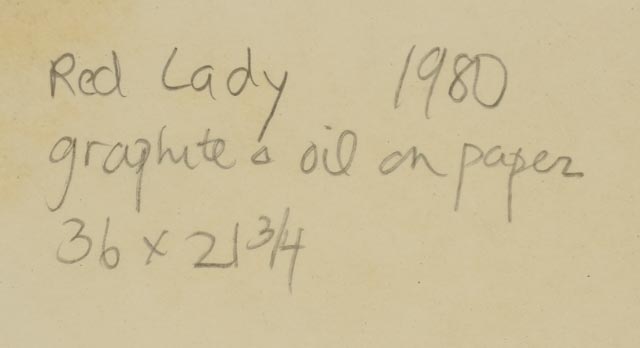 Red Lady 1980
graphite & oil on paper
36 x 21 3/4